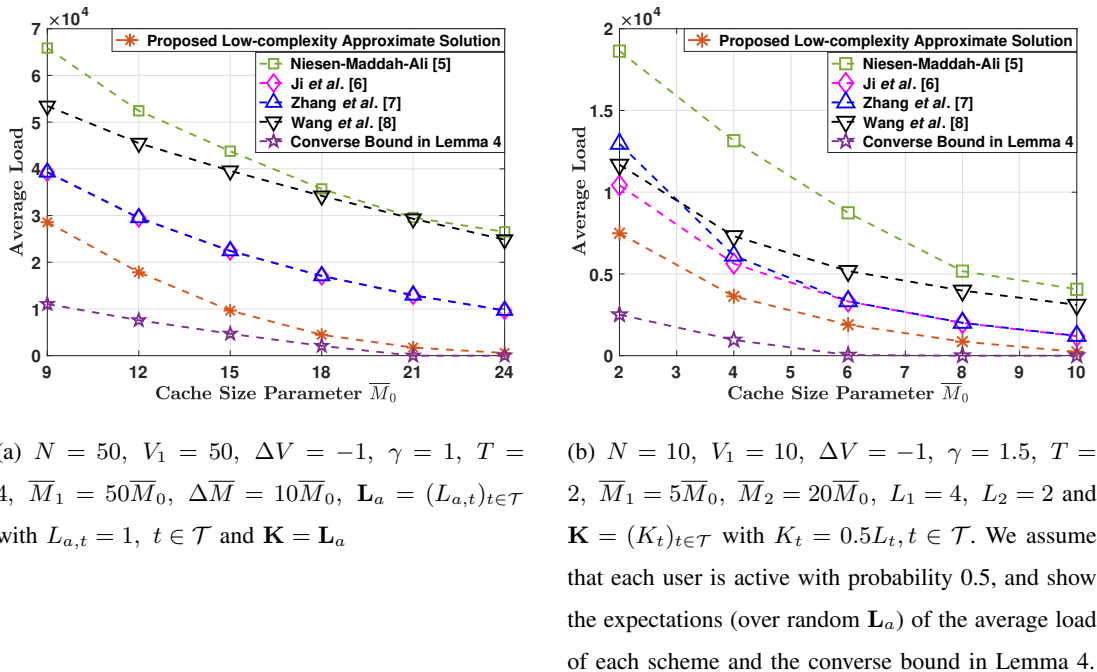 ×10⁴
7
6
5
4
3
2
1
0
Average Load
Proposed Low-complexity Approximate Solution
Niesen-Maddah-Ali [5]
Ji et al. [6]
Zhang et al. [7]
Wang et al. [8]
Converse Bound in Lemma 4
9 12 15 18 21 24
Cache Size Parameter M̅₀
×10⁴
2
1.5
1
0.5
0
Average Load
Proposed Low-complexity Approximate Solution
Niesen-Maddah-Ali [5]
Ji et al. [6]
Zhang et al. [7]
Wang et al. [8]
Converse Bound in Lemma 4
2 3 4 5 6 7 8 9 10
Cache Size Parameter M̅₀
(a) N = 50, V₁ = 50, ΔV = −1, γ = 1, T =
4, M̅₁ = 50M̅₀, ΔM̅ = 10M̅₀, Lₐ = (Lₐ,ₜ)ₜ∈𝒯
with Lₐ,ₜ = 1, t ∈ 𝒯 and K = Lₐ
(b) N = 10, V₁ = 10, ΔV = −1, γ = 1.5, T =
2, M̅₁ = 5M̅₀, M̅₂ = 20M̅₀, L₁ = 4, L₂ = 2 and
K = (Kₜ)ₜ∈𝒯 with Kₜ = 0.5Lₜ, t ∈ 𝒯. We assume
that each user is active with probability 0.5, and show
the expectations (over random Lₐ) of the average load
of each scheme and the converse bound in Lemma 4.